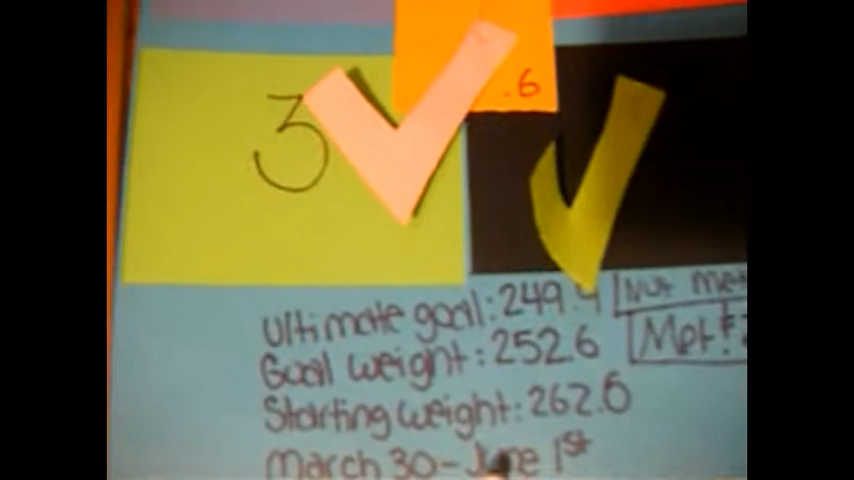 3
.6
Ultimate goal: 249.4 Not Met
Goal weight: 252.6 Met!
Starting weight: 262.6
March 30 - June 1st